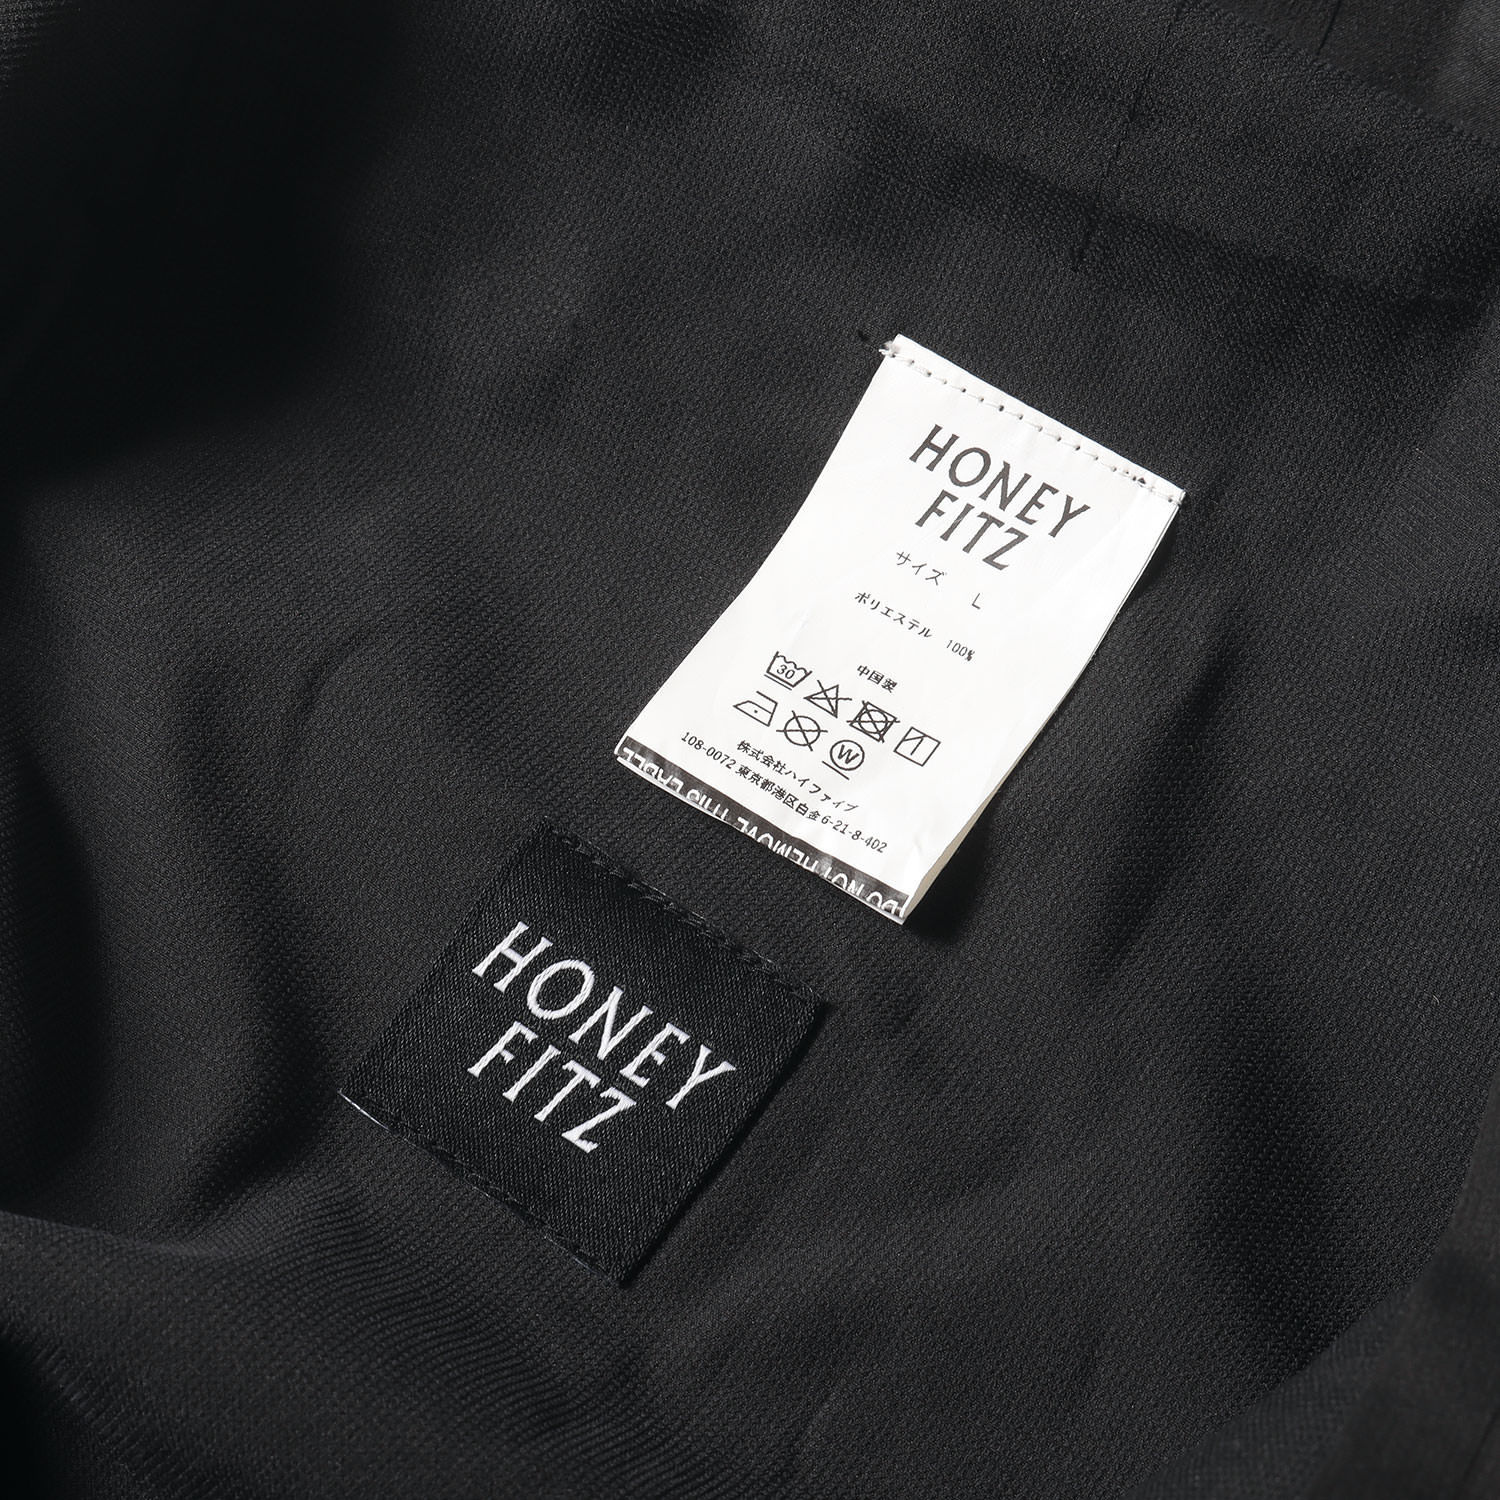 HONEY
FITZ
サイズ L
ポリエステル 100%
中国製
30
W
株式会社ハイファイブ
108-0072 東京都港区白金6-21-8-402
DO NOT REMOVE THIS LABEL
HONEY
FITZ